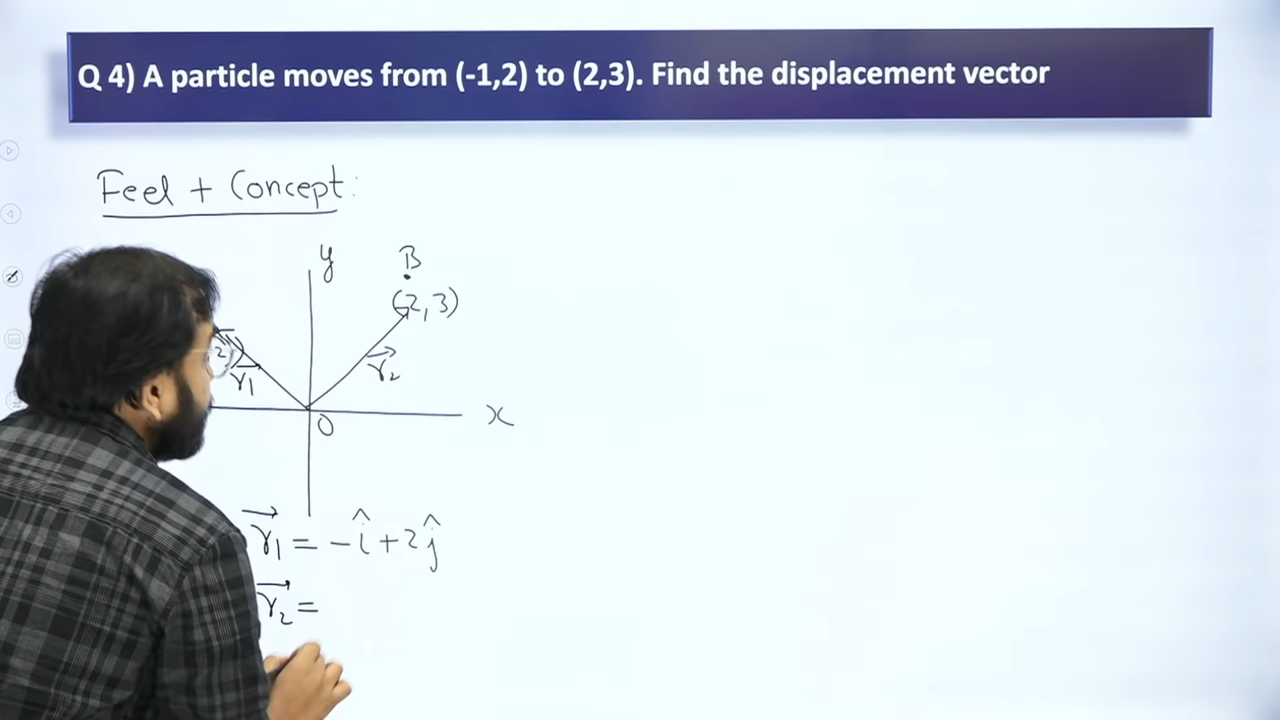 Q 4) A particle moves from (-1,2) to (2,3). Find the displacement vector
Feel + Concept:
y
B
(2,3)
2)
r⃗₁
r⃗₂
x
O
r⃗₁ = -î+2ĵ
r⃗₂ =